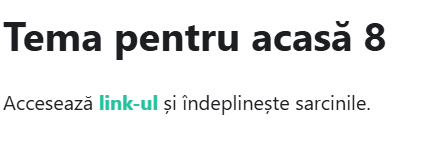 Tema pentru acasă 8
Accesează link-ul și îndeplinește sarcinile.